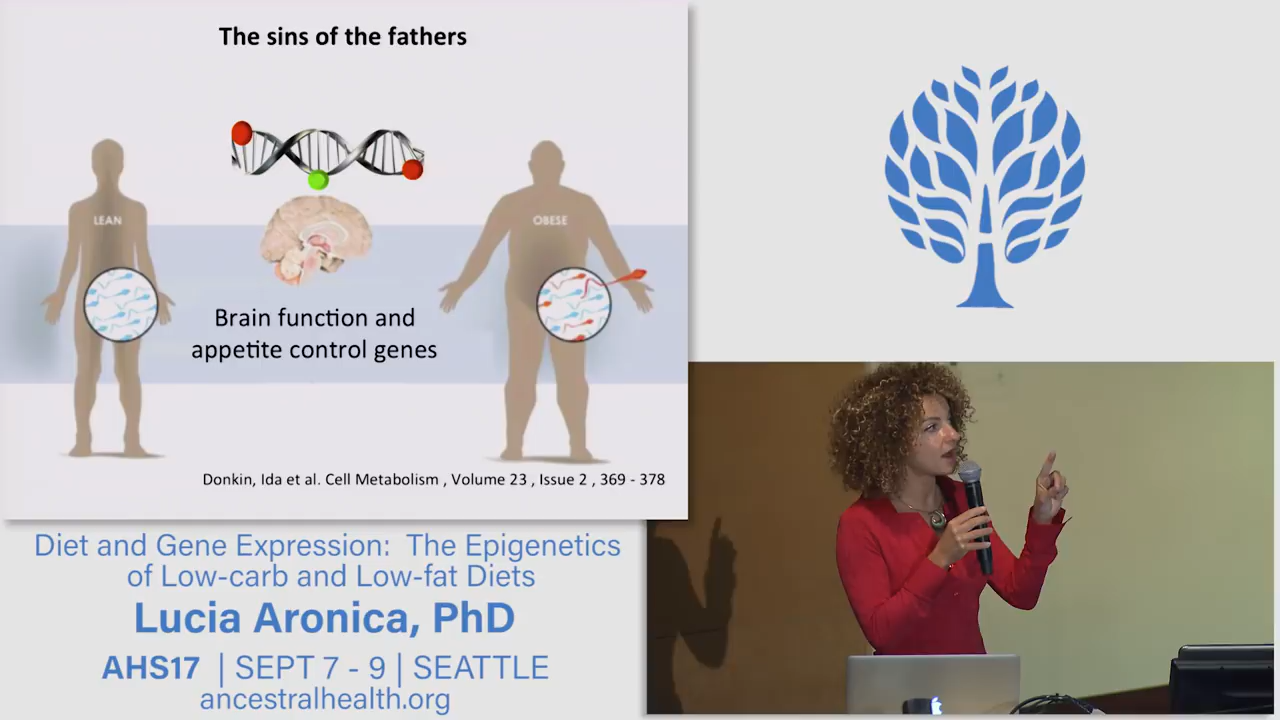 The sins of the fathers
LEAN
OBESE
Brain function and
appetite control genes
Donkin, Ida et al. Cell Metabolism , Volume 23 , Issue 2 , 369 - 378
Diet and Gene Expression: The Epigenetics
of Low-carb and Low-fat Diets
Lucia Aronica, PhD
AHS17 | SEPT 7 - 9 | SEATTLE
ancestralhealth.org